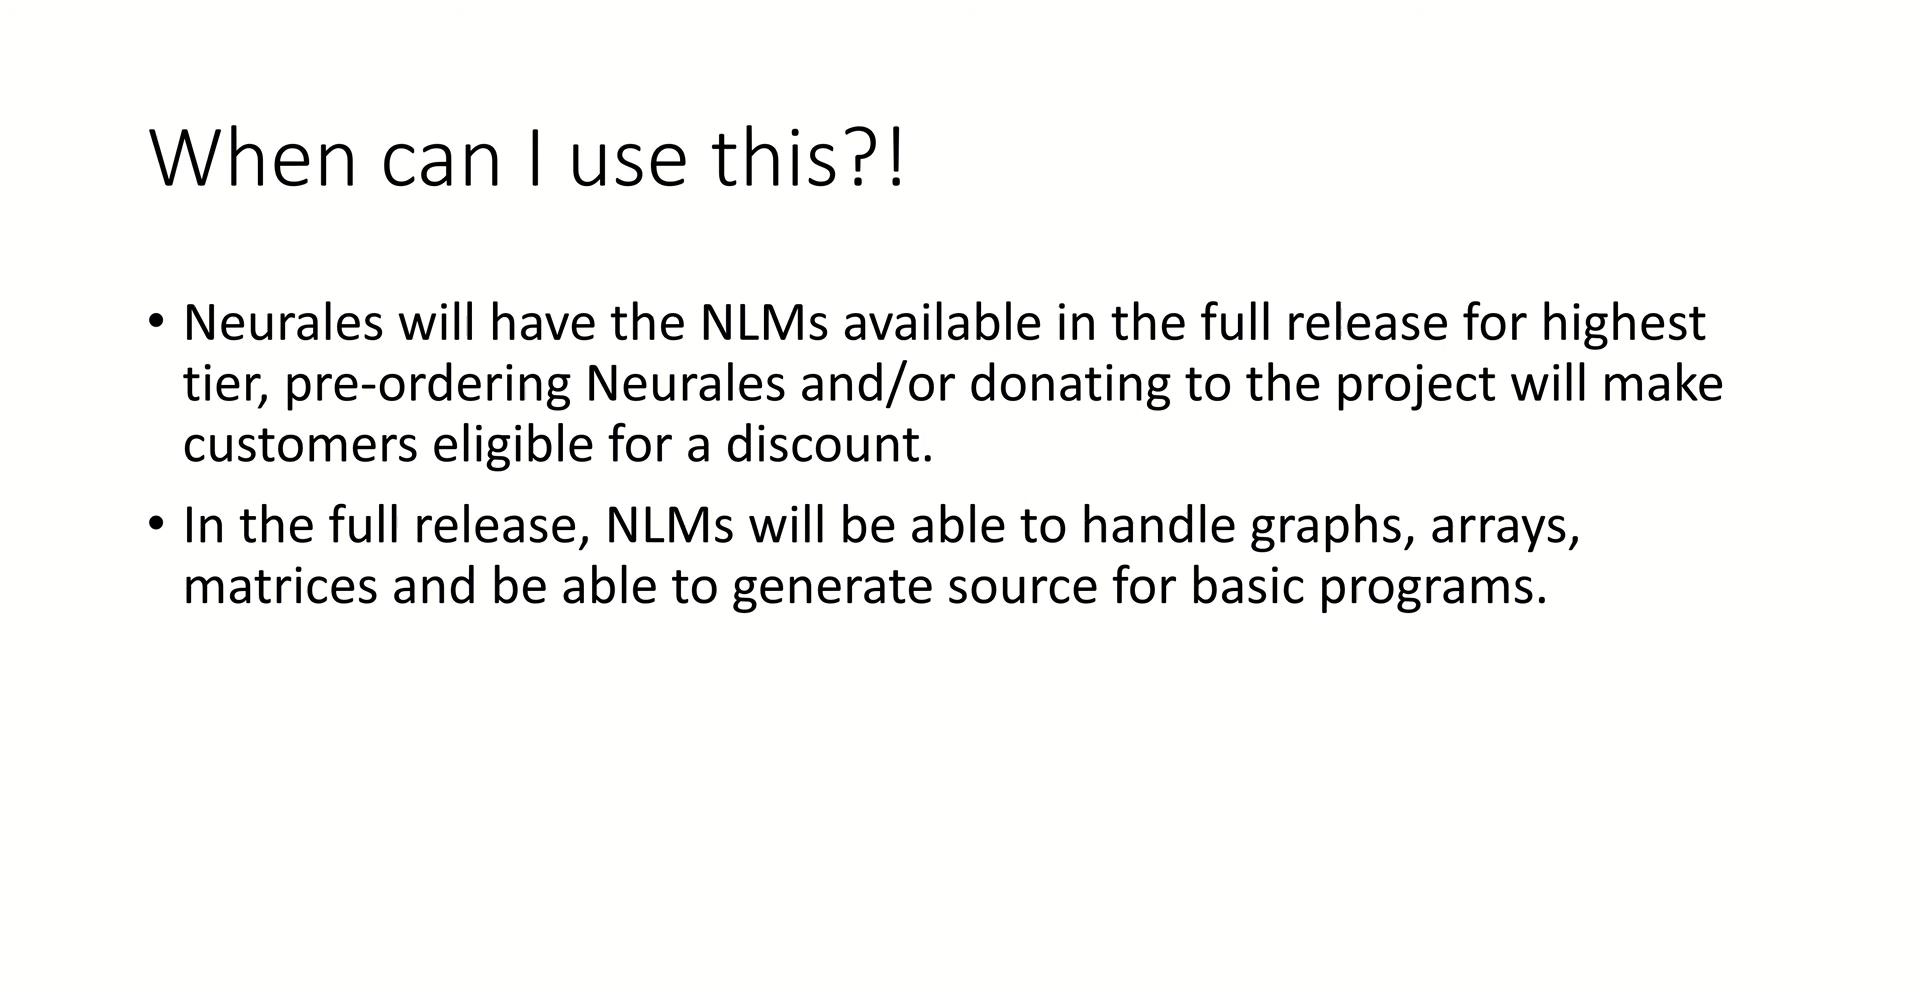 When can I use this?!
• Neurales will have the NLMs available in the full release for highest
tier, pre-ordering Neurales and/or donating to the project will make
customers eligible for a discount.
• In the full release, NLMs will be able to handle graphs, arrays,
matrices and be able to generate source for basic programs.